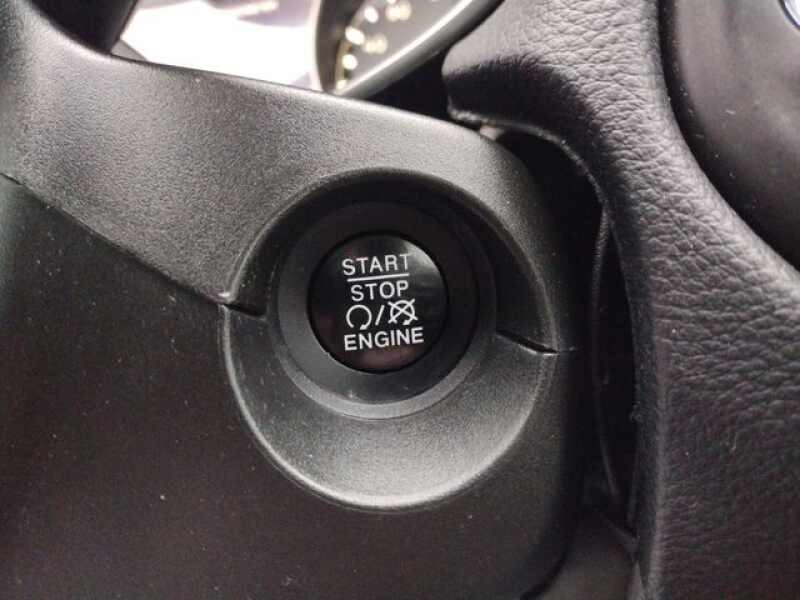 START
STOP
/
ENGINE